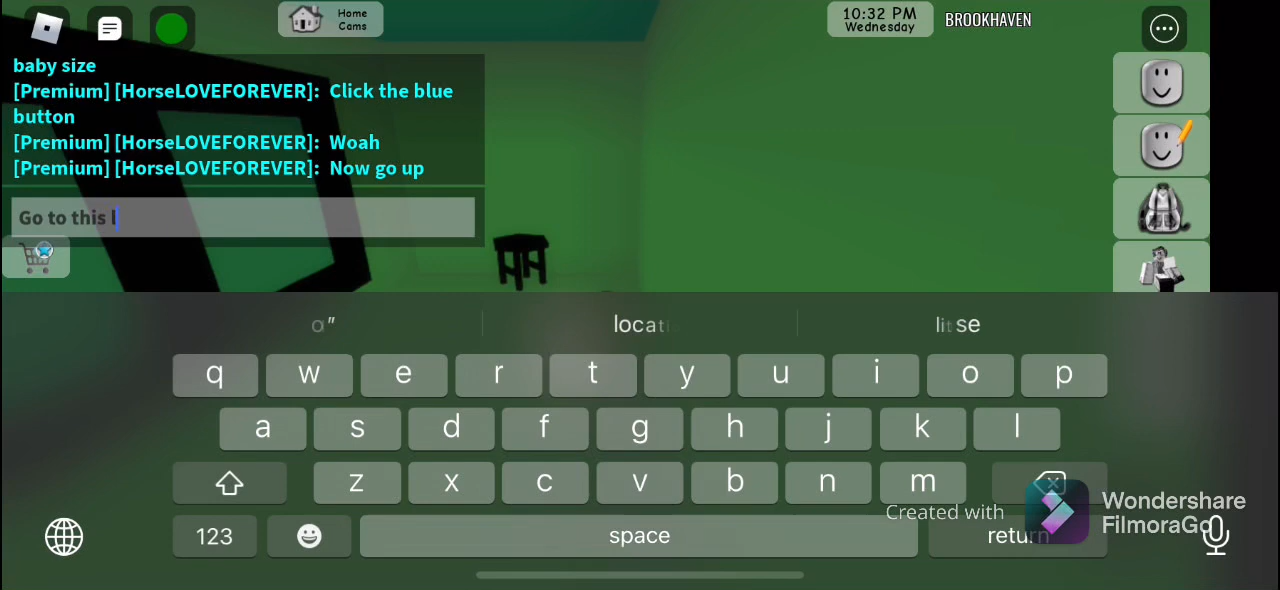 Home
Cams
10:32 PM
Wednesday
BROOKHAVEN
baby size
[Premium] [HorseLOVEFOREVER]: Click the blue
button
[Premium] [HorseLOVEFOREVER]: Woah
[Premium] [HorseLOVEFOREVER]: Now go up
Go to this l
q w e r t y u i o p
a s d f g h j k l
z x c v b n m
Created with
Wondershare
FilmoraGo
123
space
return